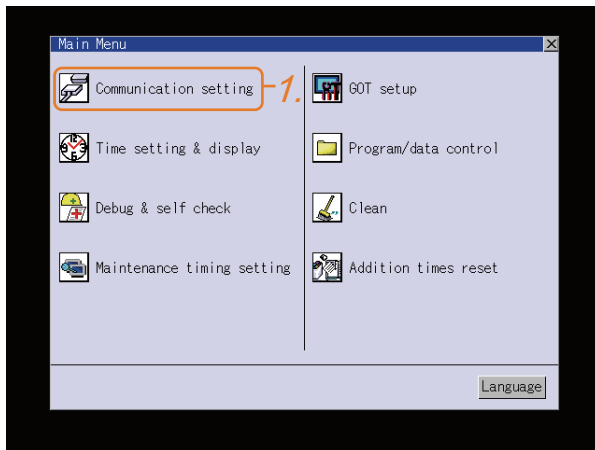 Main Menu
Communication setting
1.
GOT setup
Time setting & display
Program/data control
Debug & self check
Clean
Maintenance timing setting
Addition times reset
Language